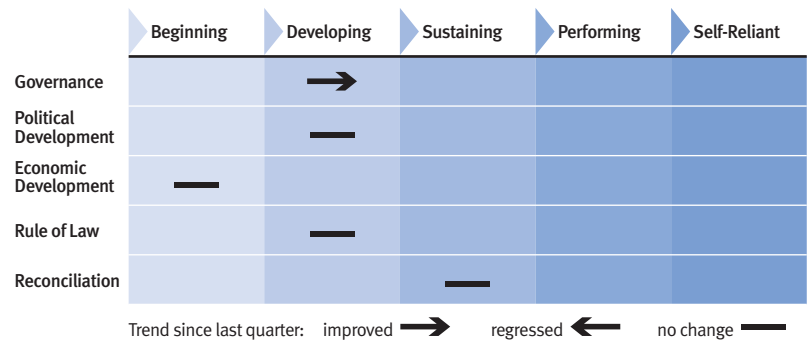 Beginning Developing Sustaining Performing Self-Reliant
Governance
Political
Development
Economic
Development
Rule of Law
Reconciliation
Trend since last quarter: improved regressed no change